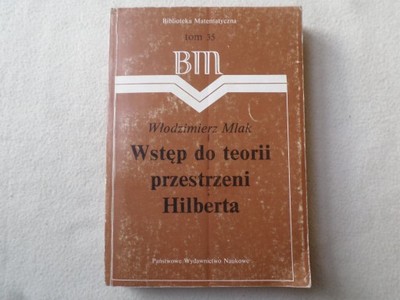 Biblioteka Matematyczna
tom 35
BM
Włodzimierz Mlak
Wstęp do teorii
przestrzeni
Hilberta
Państwowe Wydawnictwo Naukowe